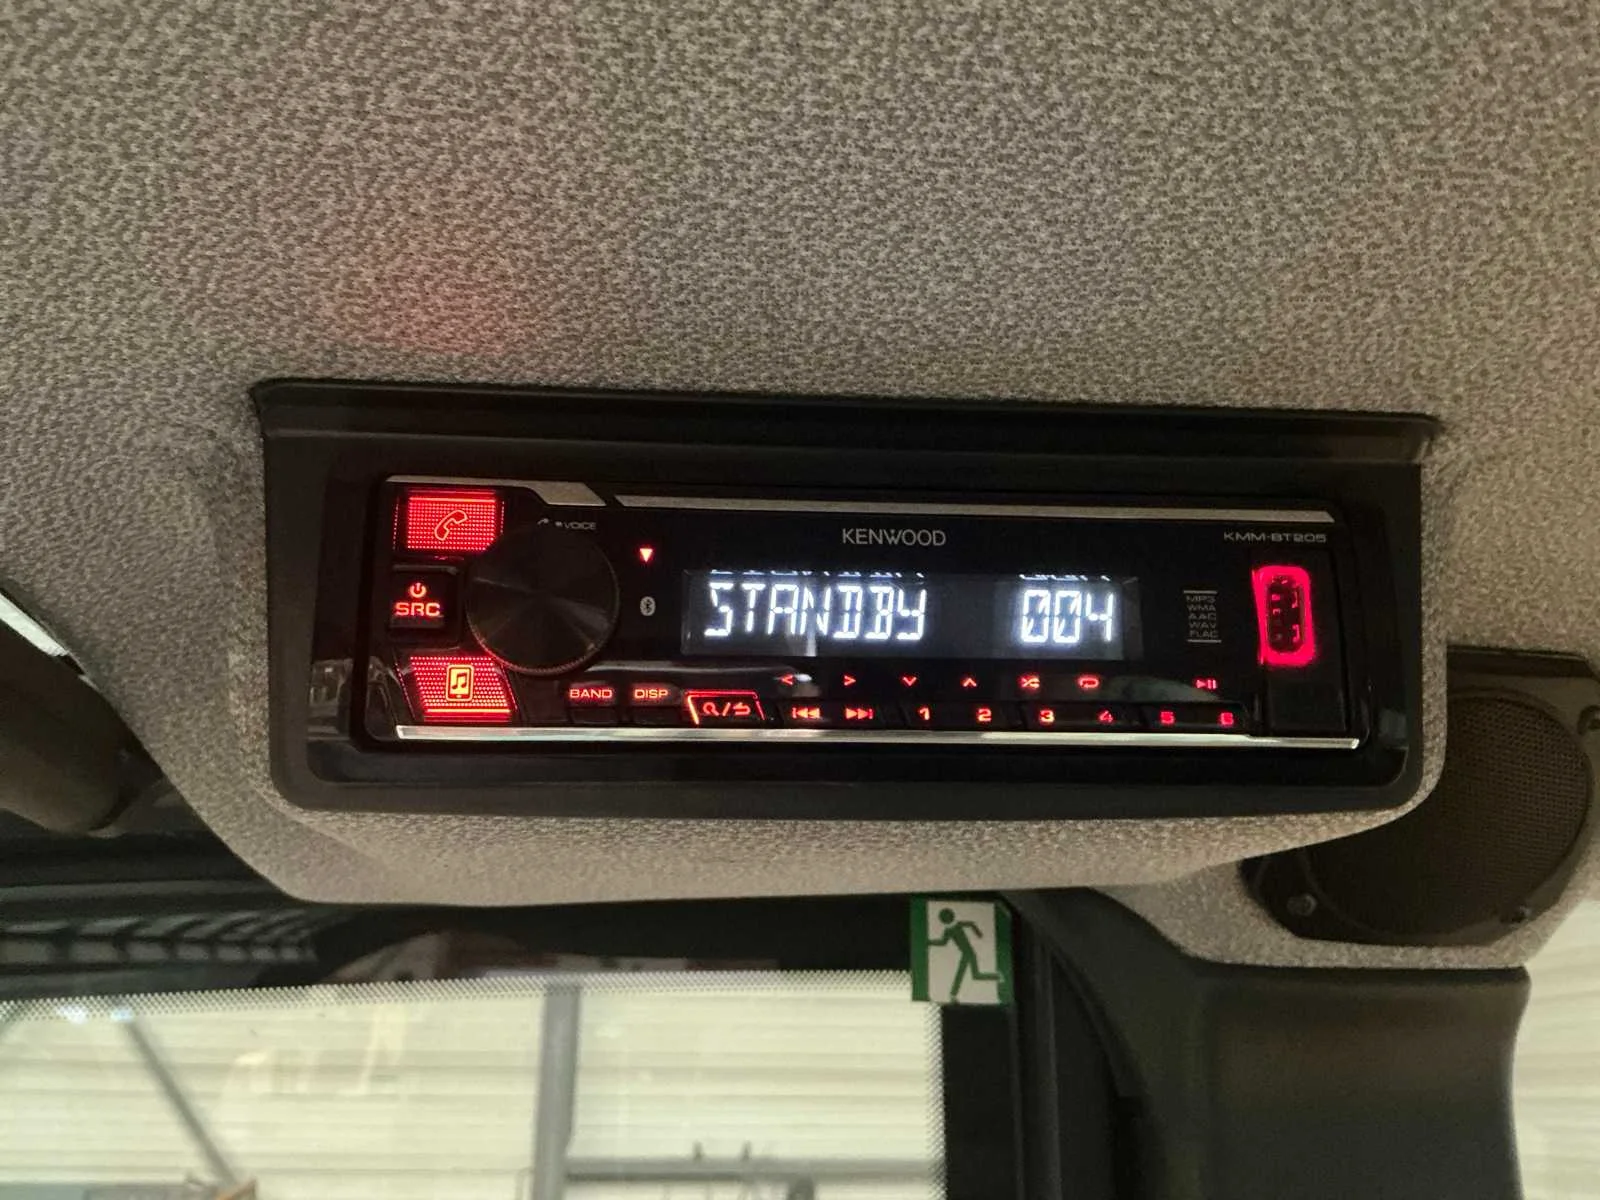 VOICE
KENWOOD
KMM-BT205
SRC
STANDBY 004
MP3
WMA
AAC
WAV
FLAC
BAND DISP
1 2 3 4 5 6